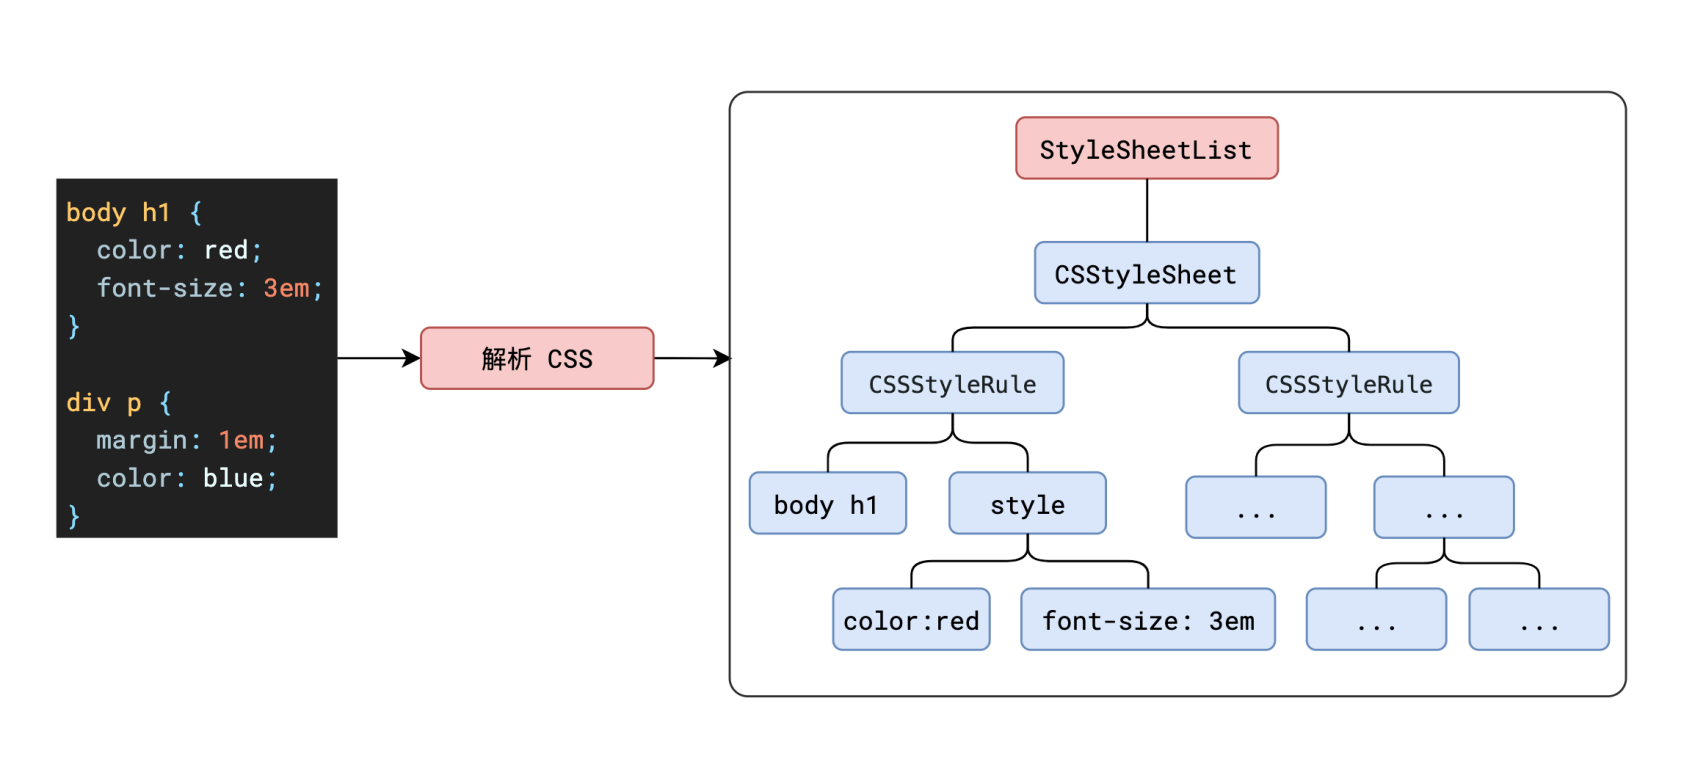 body h1 {
  color: red;
  font-size: 3em;
}
div p {
  margin: 1em;
  color: blue;
}
解析 CSS
StyleSheetList
CSStyleSheet
CSSStyleRule
CSSStyleRule
body h1
style
...
...
color:red
font-size: 3em
...
...